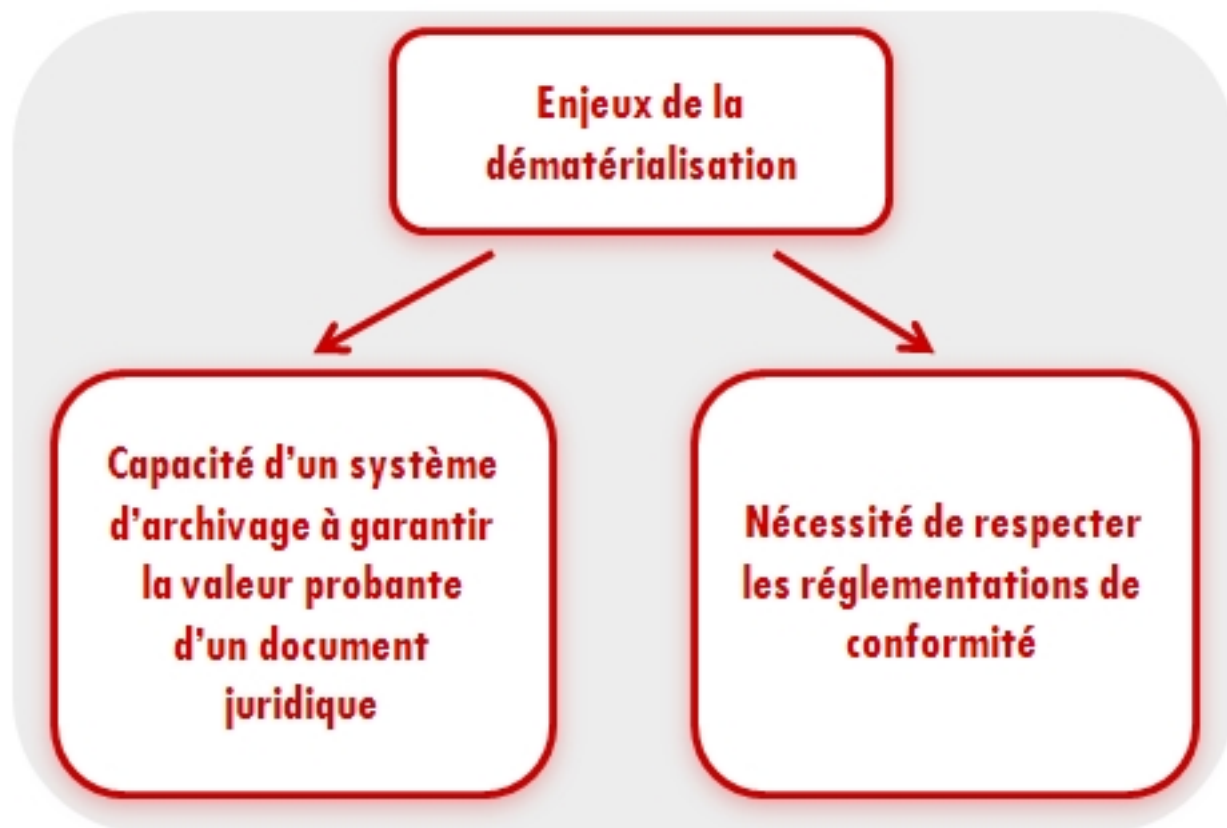 Enjeux de la
dématérialisation
Capacité d’un système
d’archivage à garantir
la valeur probante
d’un document
juridique
Nécessité de respecter
les réglementations de
conformité